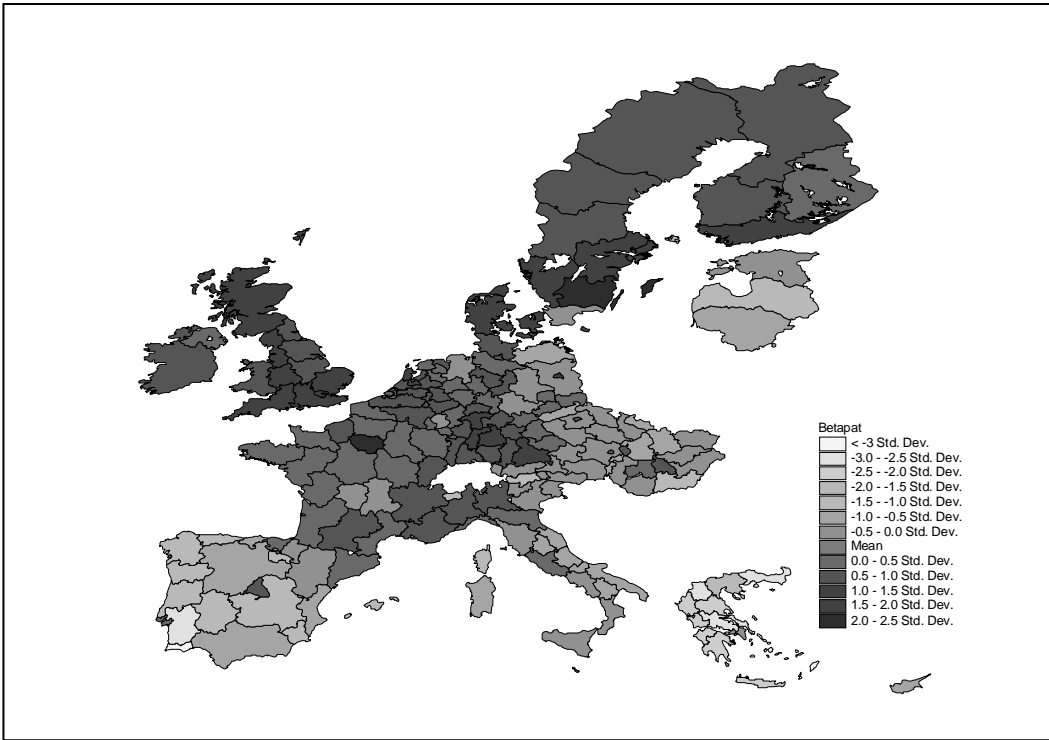 Betapat
< -3 Std. Dev.
-3.0 - -2.5 Std. Dev.
-2.5 - -2.0 Std. Dev.
-2.0 - -1.5 Std. Dev.
-1.5 - -1.0 Std. Dev.
-1.0 - -0.5 Std. Dev.
-0.5 - 0.0 Std. Dev.
Mean
0.0 - 0.5 Std. Dev.
0.5 - 1.0 Std. Dev.
1.0 - 1.5 Std. Dev.
1.5 - 2.0 Std. Dev.
2.0 - 2.5 Std. Dev.